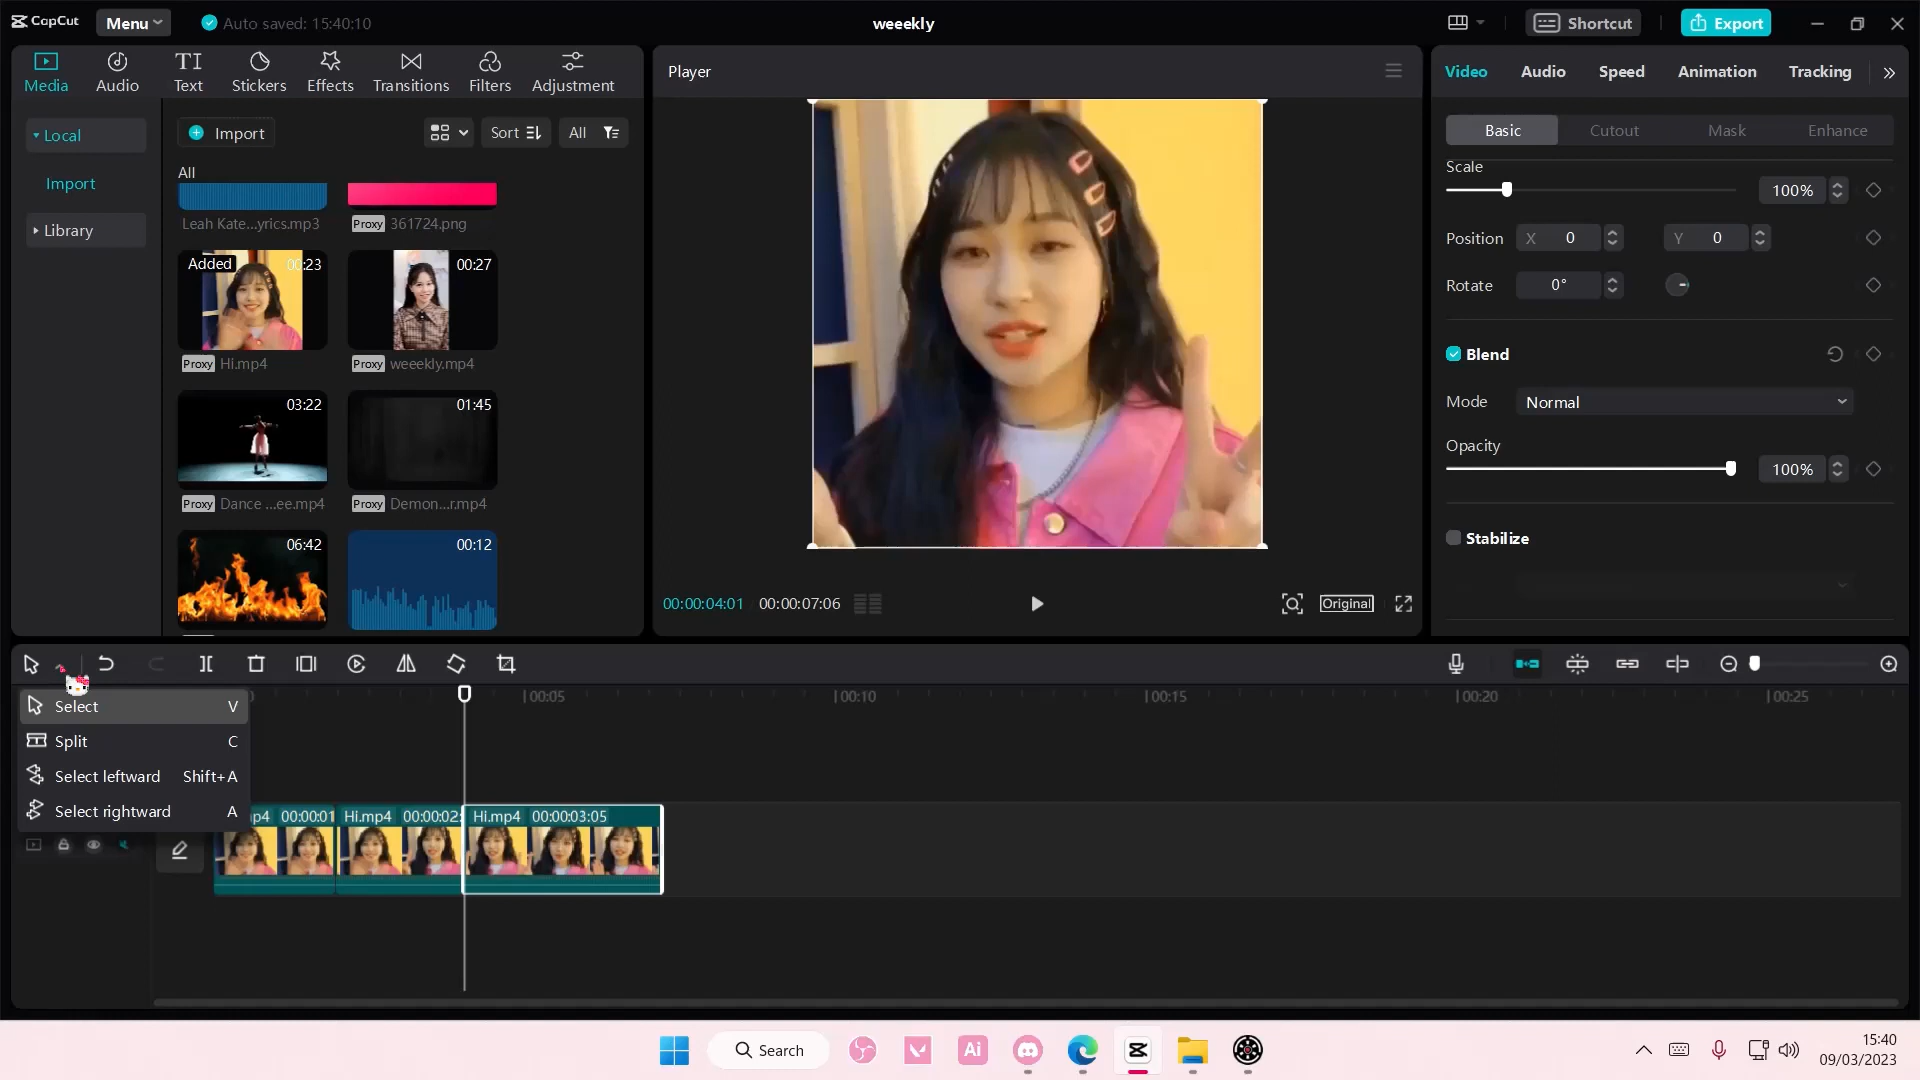 CapCut
Menu
Auto saved: 15:40:10
weeekly
Shortcut
Export
Media
Audio
Text
Stickers
Effects
Transitions
Filters
Adjustment
Local
Import
Library
Import
Sort
All
All
Leah Kate...yrics.mp3
Proxy 361724.png
Added
00:23
00:27
Proxy Hi.mp4
Proxy weeekly.mp4
03:22
01:45
Proxy Dance ...ee.mp4
Proxy Demon...r.mp4
06:42
00:12
Player
00:00:04:01
00:00:07:06
Original
Video
Audio
Speed
Animation
Tracking
Basic
Cutout
Mask
Enhance
Scale
100%
Position
X 0
Y 0
Rotate
0°
Blend
Mode
Normal
Opacity
100%
Stabilize
Select V
Split C
Select leftward Shift+A
Select rightward A
00:05
00:10
00:15
00:20
00:25
p4 00:00:01
Hi.mp4 00:00:02:
Hi.mp4 00:00:03:05
Search
Ai
15:40
09/03/2023